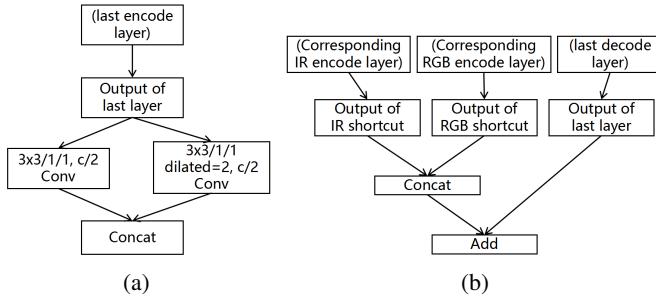 (last encode
layer)
Output of
last layer
3x3/1/1, c/2
Conv
3x3/1/1
dilated=2, c/2
Conv
Concat
(a)
(Corresponding
IR encode layer)
(Corresponding
RGB encode layer)
(last decode
layer)
Output of
IR shortcut
Output of
RGB shortcut
Output of
last layer
Concat
Add
(b)